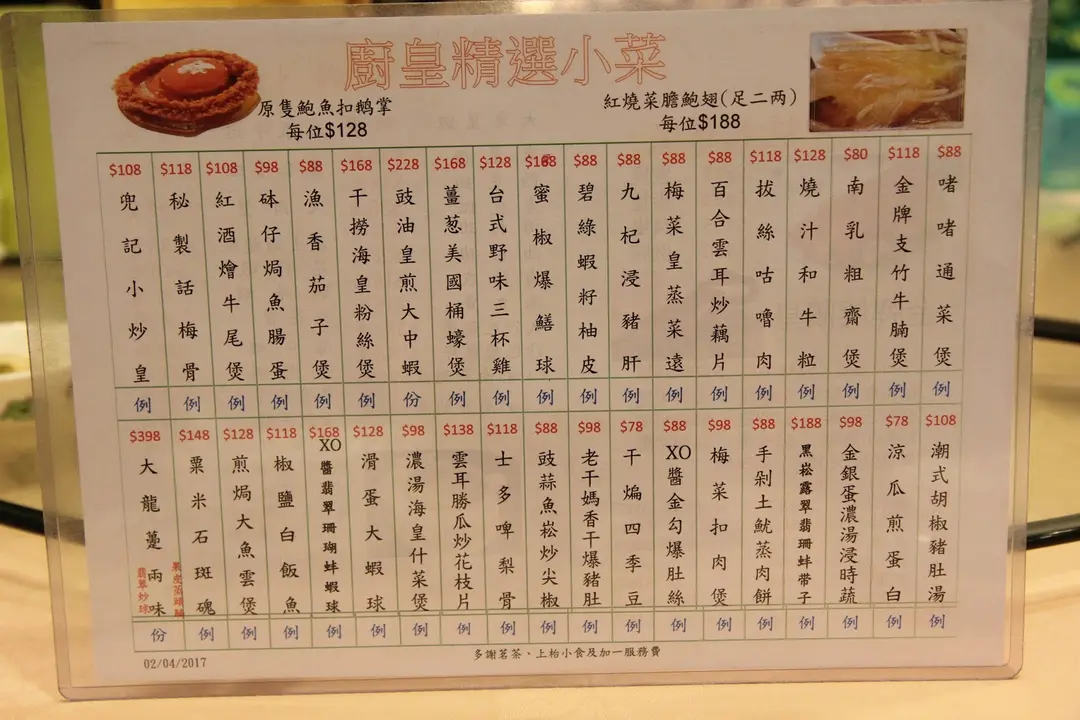 廚皇精選小菜
原隻鮑魚扣鹅掌
每位$128
紅燒菜膽鮑翅(足二两)
每位$188
$88
啫啫通菜煲
例
$118
金牌支竹牛腩煲
例
$80
南乳粗齋煲
例
$128
燒汁和牛粒
例
$118
拔絲咕嚕肉
例
$88
百合雲耳炒藕片
例
$88
梅菜皇蒸菜遠
例
$88
九杞浸豬肝
例
$88
碧綠蝦籽柚皮
例
$168
蜜椒爆鱔球
例
$128
台式野味三杯雞
例
$168
薑葱美國桶蠔煲
例
$228
豉油皇煎大中蝦
份
$168
干撈海皇粉絲煲
例
$88
漁香茄子煲
例
$98
砵仔焗魚腸蛋
例
$108
紅酒燴牛尾煲
例
$118
秘製話梅骨
例
$108
兜記小炒皇
例
$108
潮式胡椒豬肚湯
例
$78
涼瓜煎蛋白
例
$98
金銀蛋濃湯浸時蔬
例
$188
黑崧露翠翡珊蚌带子
例
$88
手剁土魷蒸肉餅
例
$98
梅菜扣肉煲
例
$88
XO醬金勾爆肚絲
例
$78
干煸四季豆
例
$98
老干媽香干爆豬肚
例
$88
豉蒜魚崧炒尖椒
例
$118
士多啤梨骨
例
$138
雲耳勝瓜炒花枝片
例
$98
濃湯海皇什菜煲
例
$128
滑蛋大蝦球
例
$168
XO醬翡翠珊瑚蚌蝦球
例
$118
椒鹽白飯魚
例
$128
煎焗大魚雲煲
例
$148
粟米石斑塊
例
$398
大龍躉兩味
翡翠炒球
份
02/04/2017
多謝茗茶、上枱小食及加一服務費